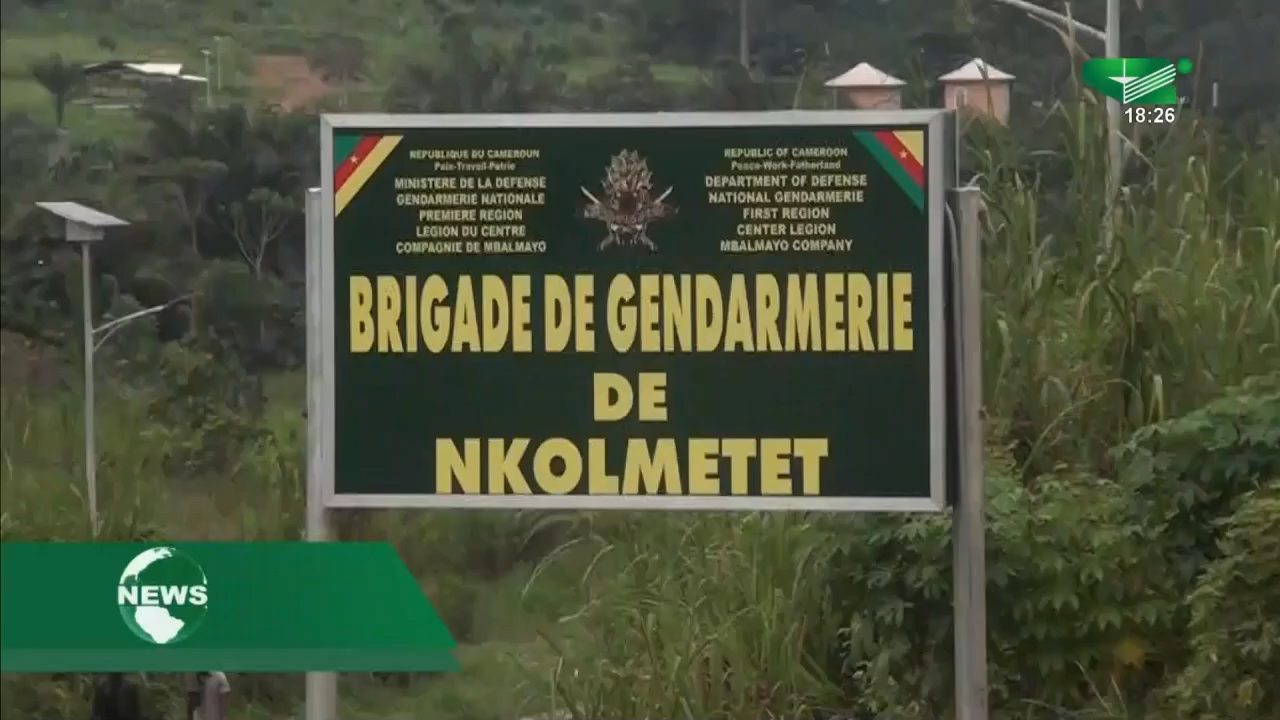 18:26
REPUBLIQUE DU CAMEROUN
Paix-Travail-Patrie
MINISTERE DE LA DEFENSE
GENDARMERIE NATIONALE
PREMIERE REGION
LEGION DU CENTRE
COMPAGNIE DE MBALMAYO
REPUBLIC OF CAMEROON
Peace-Work-Fatherland
DEPARTMENT OF DEFENSE
NATIONAL GENDARMERIE
FIRST REGION
CENTER LEGION
MBALMAYO COMPANY
BRIGADE DE GENDARMERIE
DE
NKOLMETET
NEWS